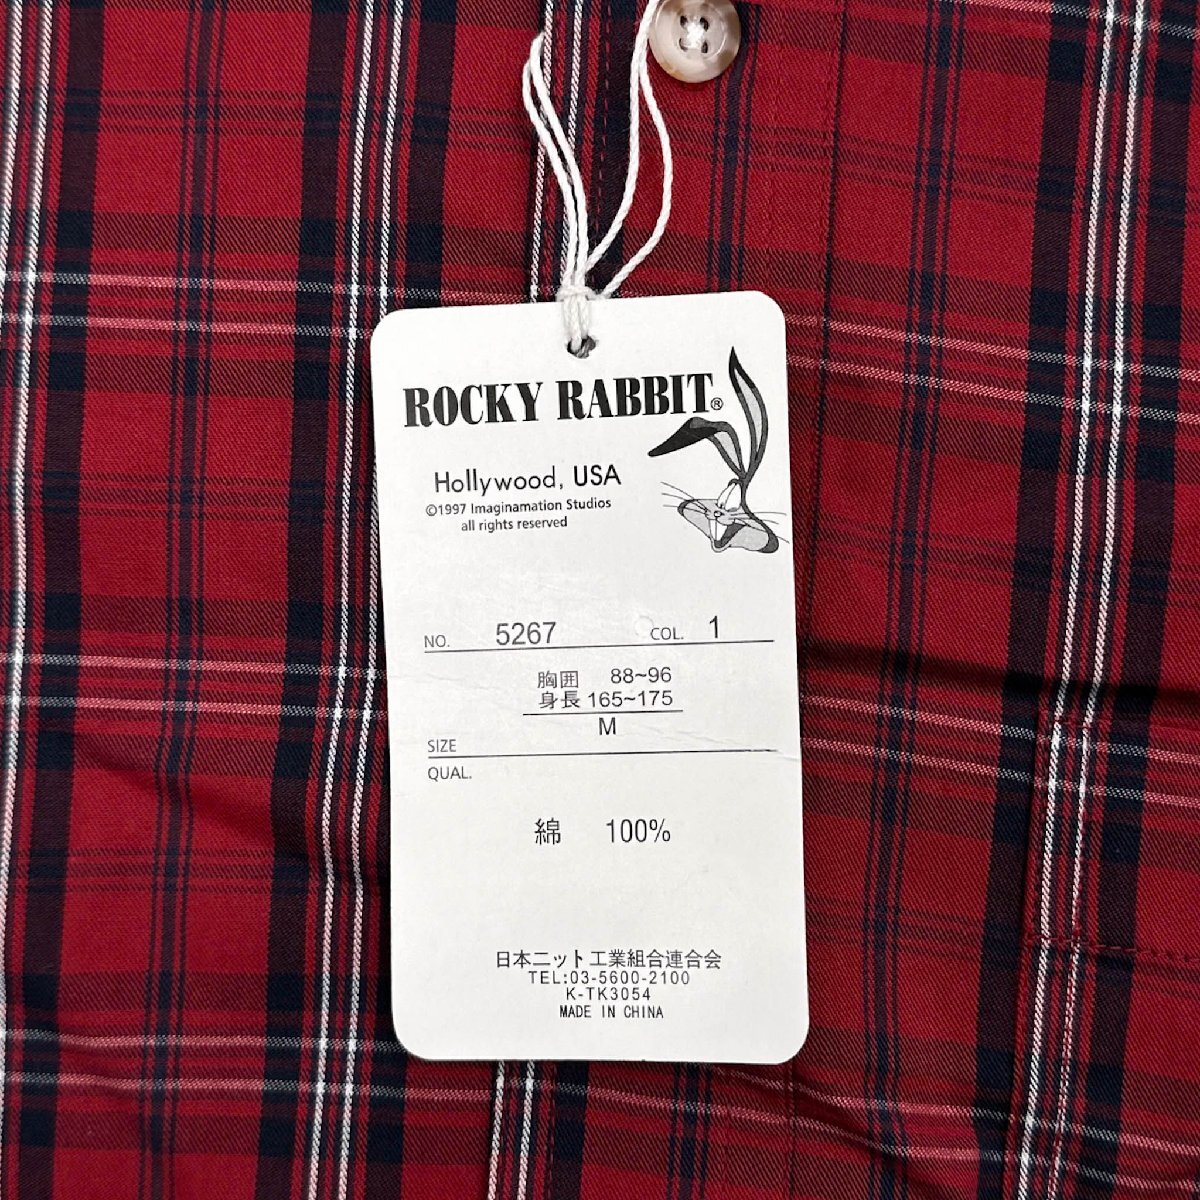 ROCKY RABBIT®
Hollywood, USA
©1997 Imaginamation Studios
all rights reserved
NO. 5267 COL. 1
胸囲 88~96
身長 165~175
M
SIZE
QUAL.
綿 100%
日本ニット工業組合連合会
TEL:03-5600-2100
K-TK3054
MADE IN CHINA